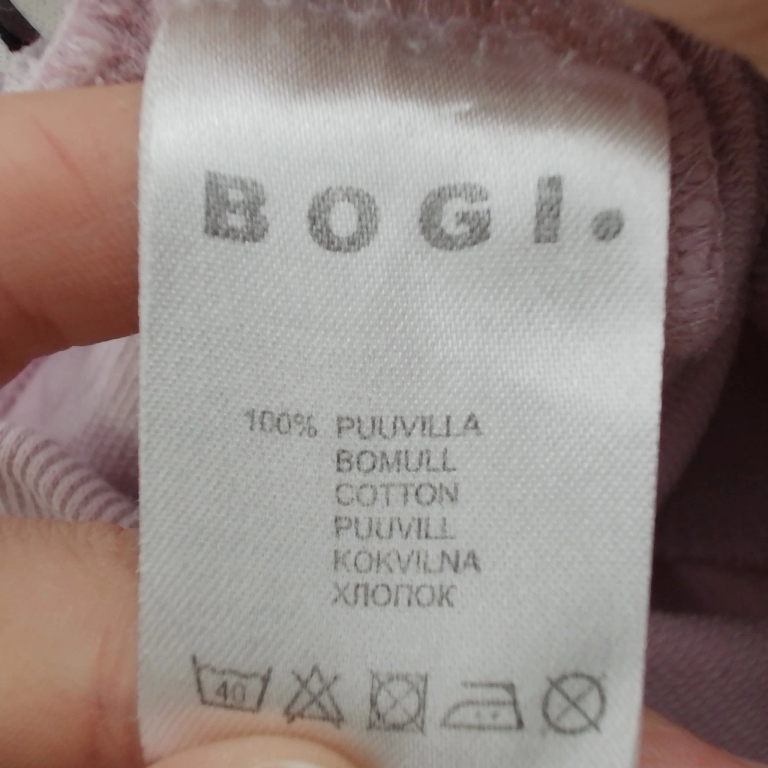 BOGI.
100% PUUVILLA
BOMULL
COTTON
PUUVILL
KOKVILNA
ХЛОПОК
40